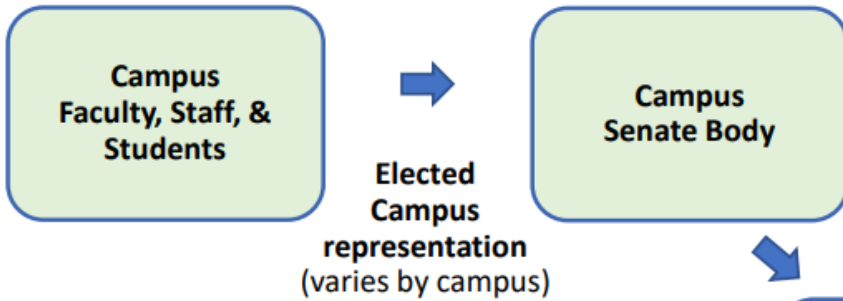 Campus
Faculty, Staff, &
Students
Elected
Campus
representation
(varies by campus)
Campus
Senate Body